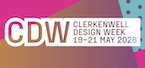 CDW
CLERKENWELL
DESIGN WEEK
19–21 MAY 2026